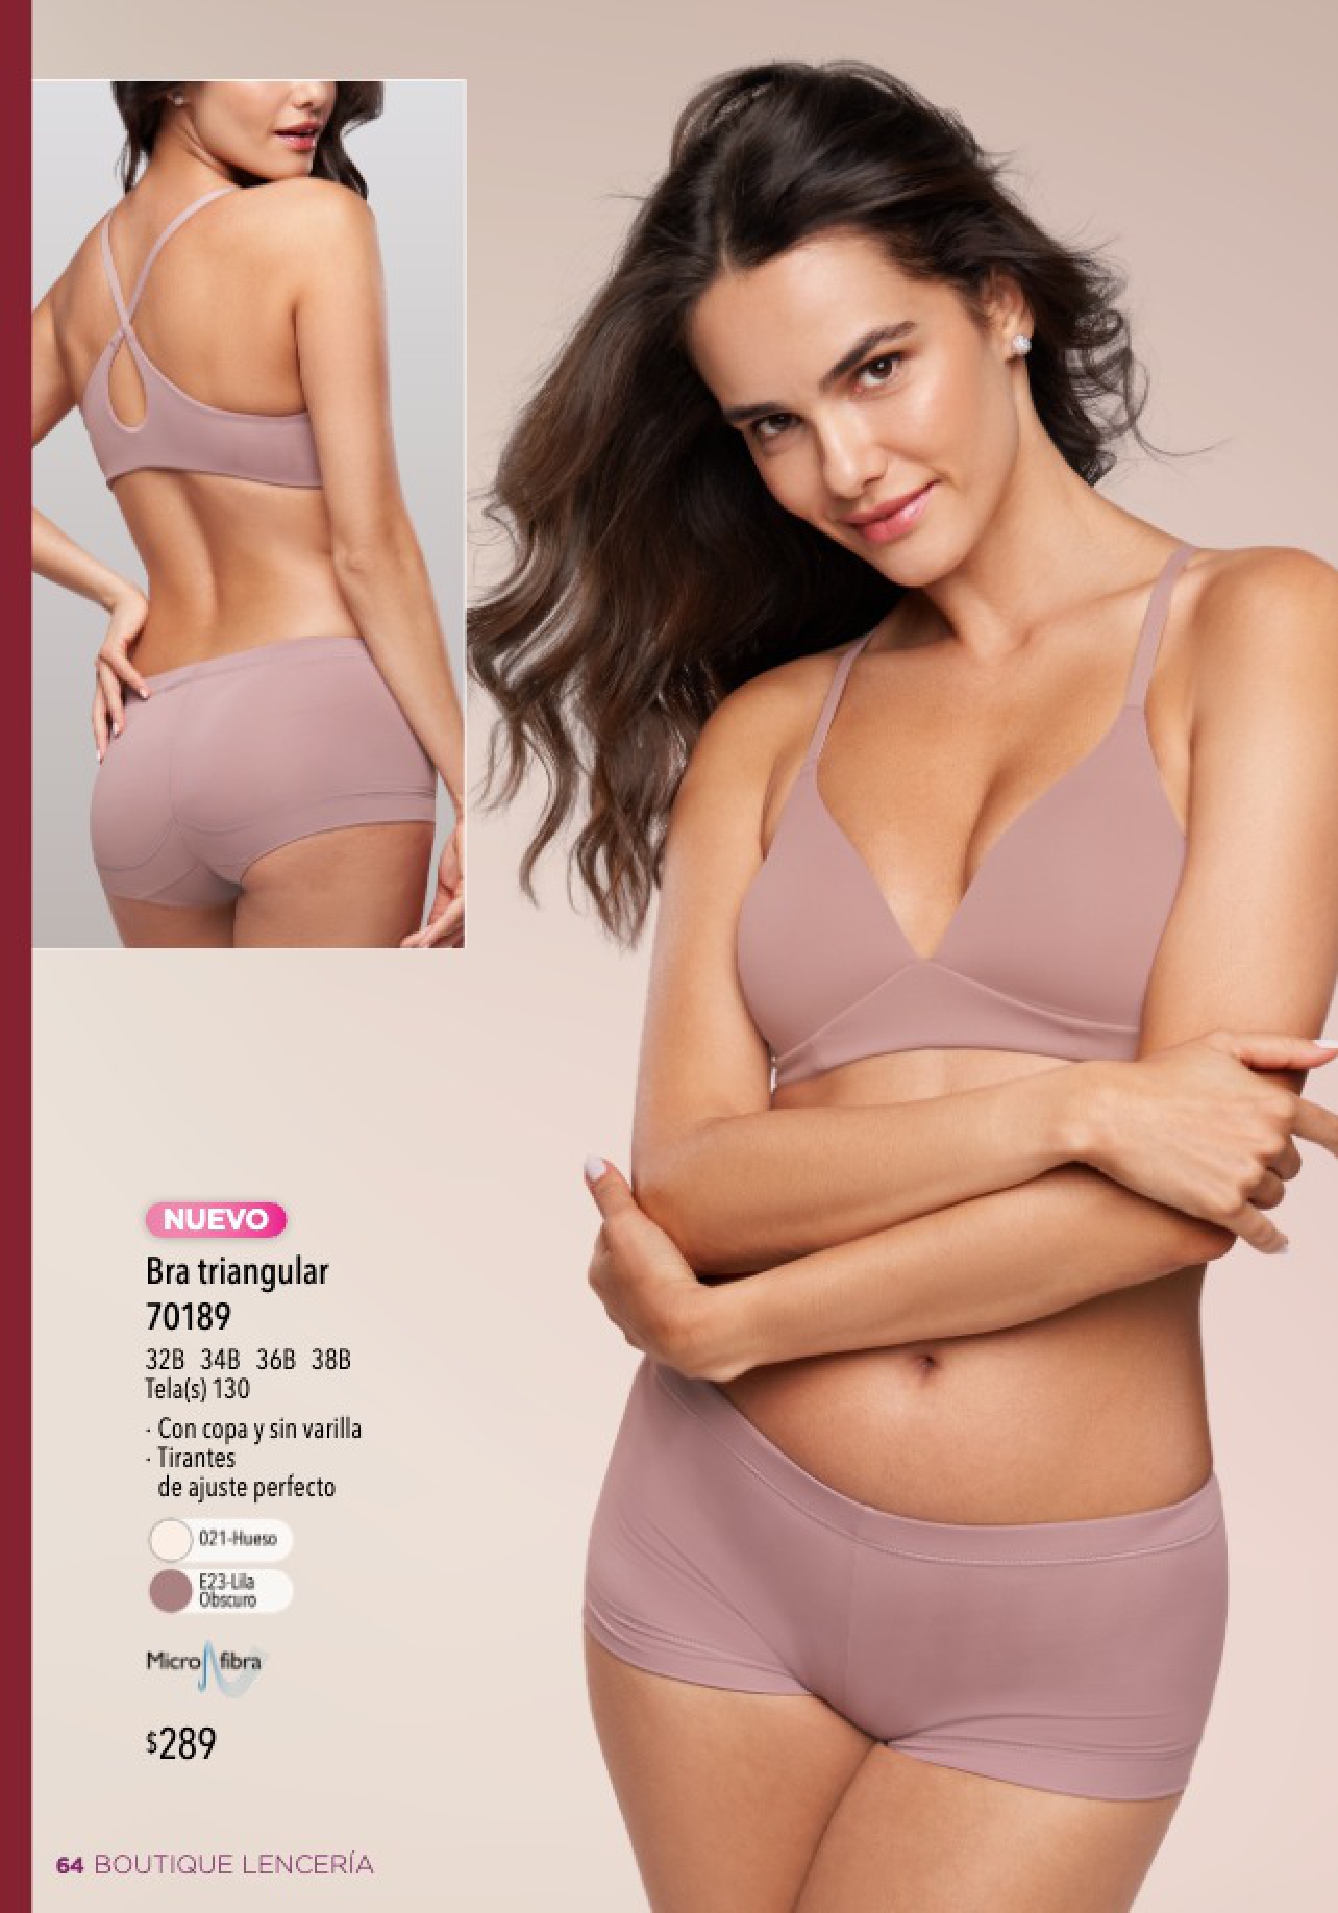 NUEVO
Bra triangular
70189
32B 34B 36B 38B
Tela(s) 130
· Con copa y sin varilla
· Tirantes
de ajuste perfecto
021-Hueso
E23-Lila
Obscuro
Micro fibra
$289
64 BOUTIQUE LENCERÍA